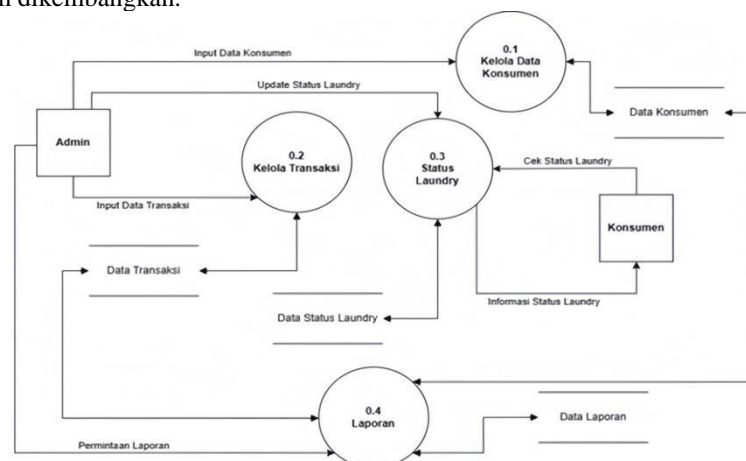 dikembangkan.
Input Data Konsumen
0.1
Kelola Data
Konsumen
Update Status Laundry
Data Konsumen
Admin
0.2
Kelola Transaksi
0.3
Status
Laundry
Cek Status Laundry
Input Data Transaksi
Konsumen
Data Transaksi
Informasi Status Laundry
Data Status Laundry
0.4
Laporan
Data Laporan
Permintaan Laporan